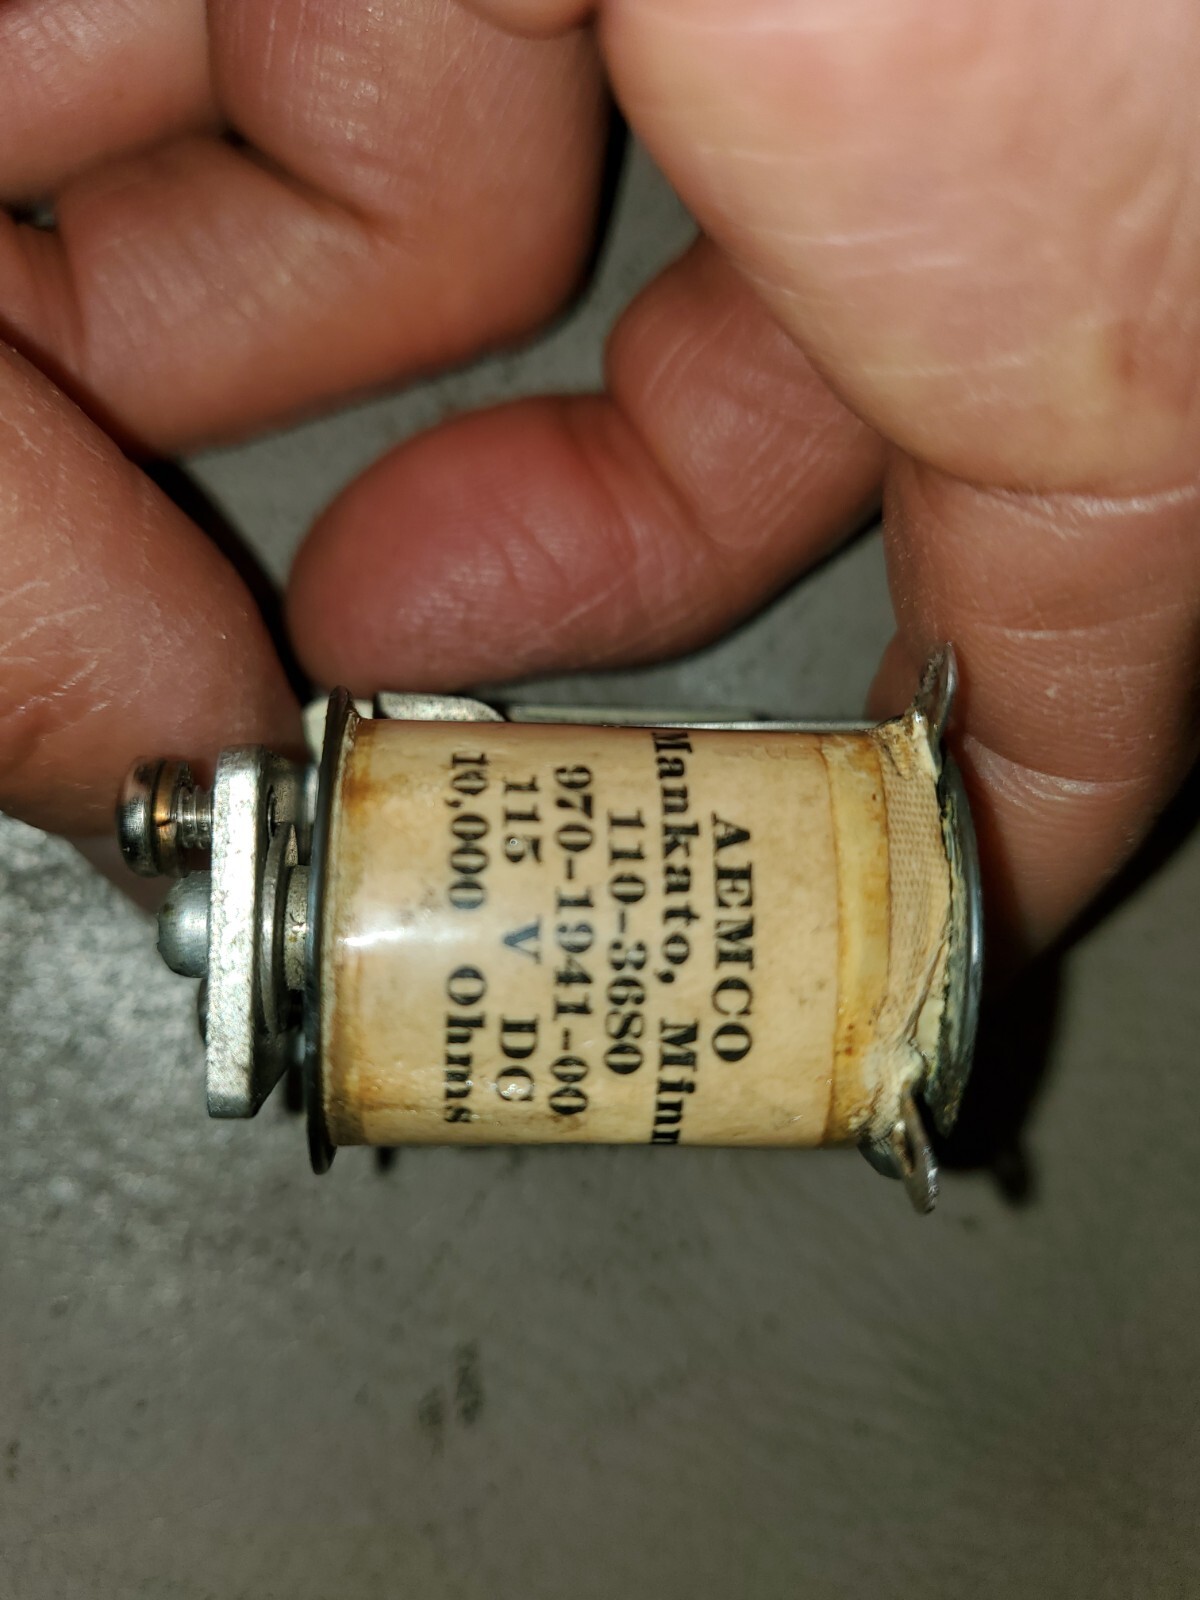 AEMCO
Mankato, Minn
110-3680
970-1941-00
115 V DC
10,000 Ohms